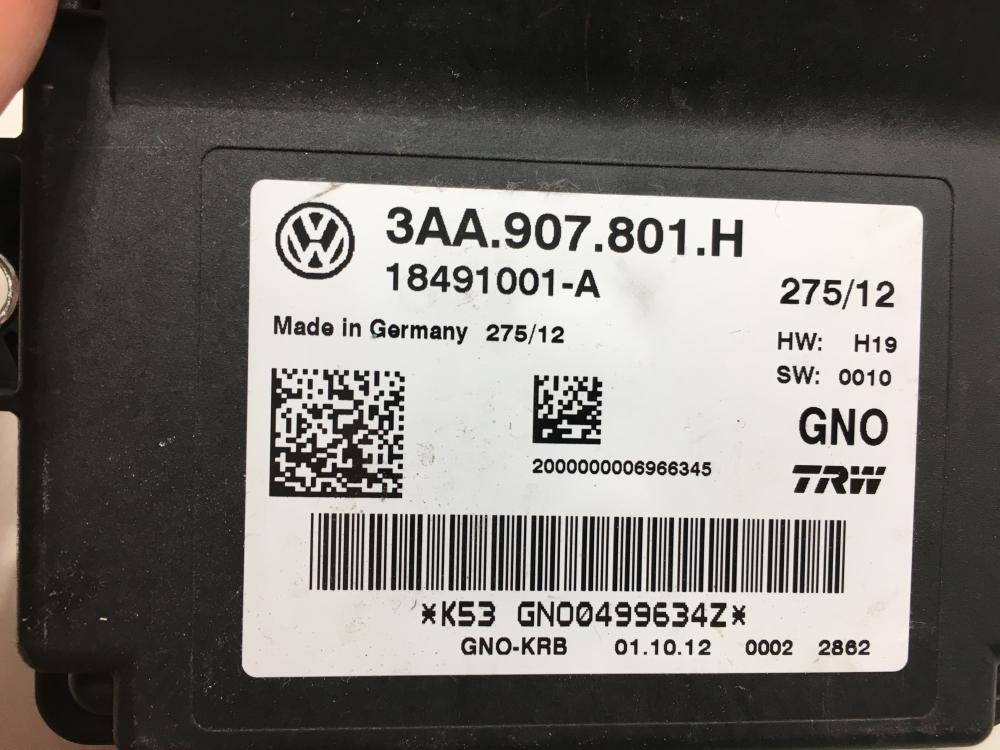 3AA.907.801.H
18491001-A
275/12
Made in Germany 275/12
HW: H19
SW: 0010
GNO
TRW
2000000006966345
*K53 GNO0499634Z*
GNO-KRB 01.10.12 0002 2862